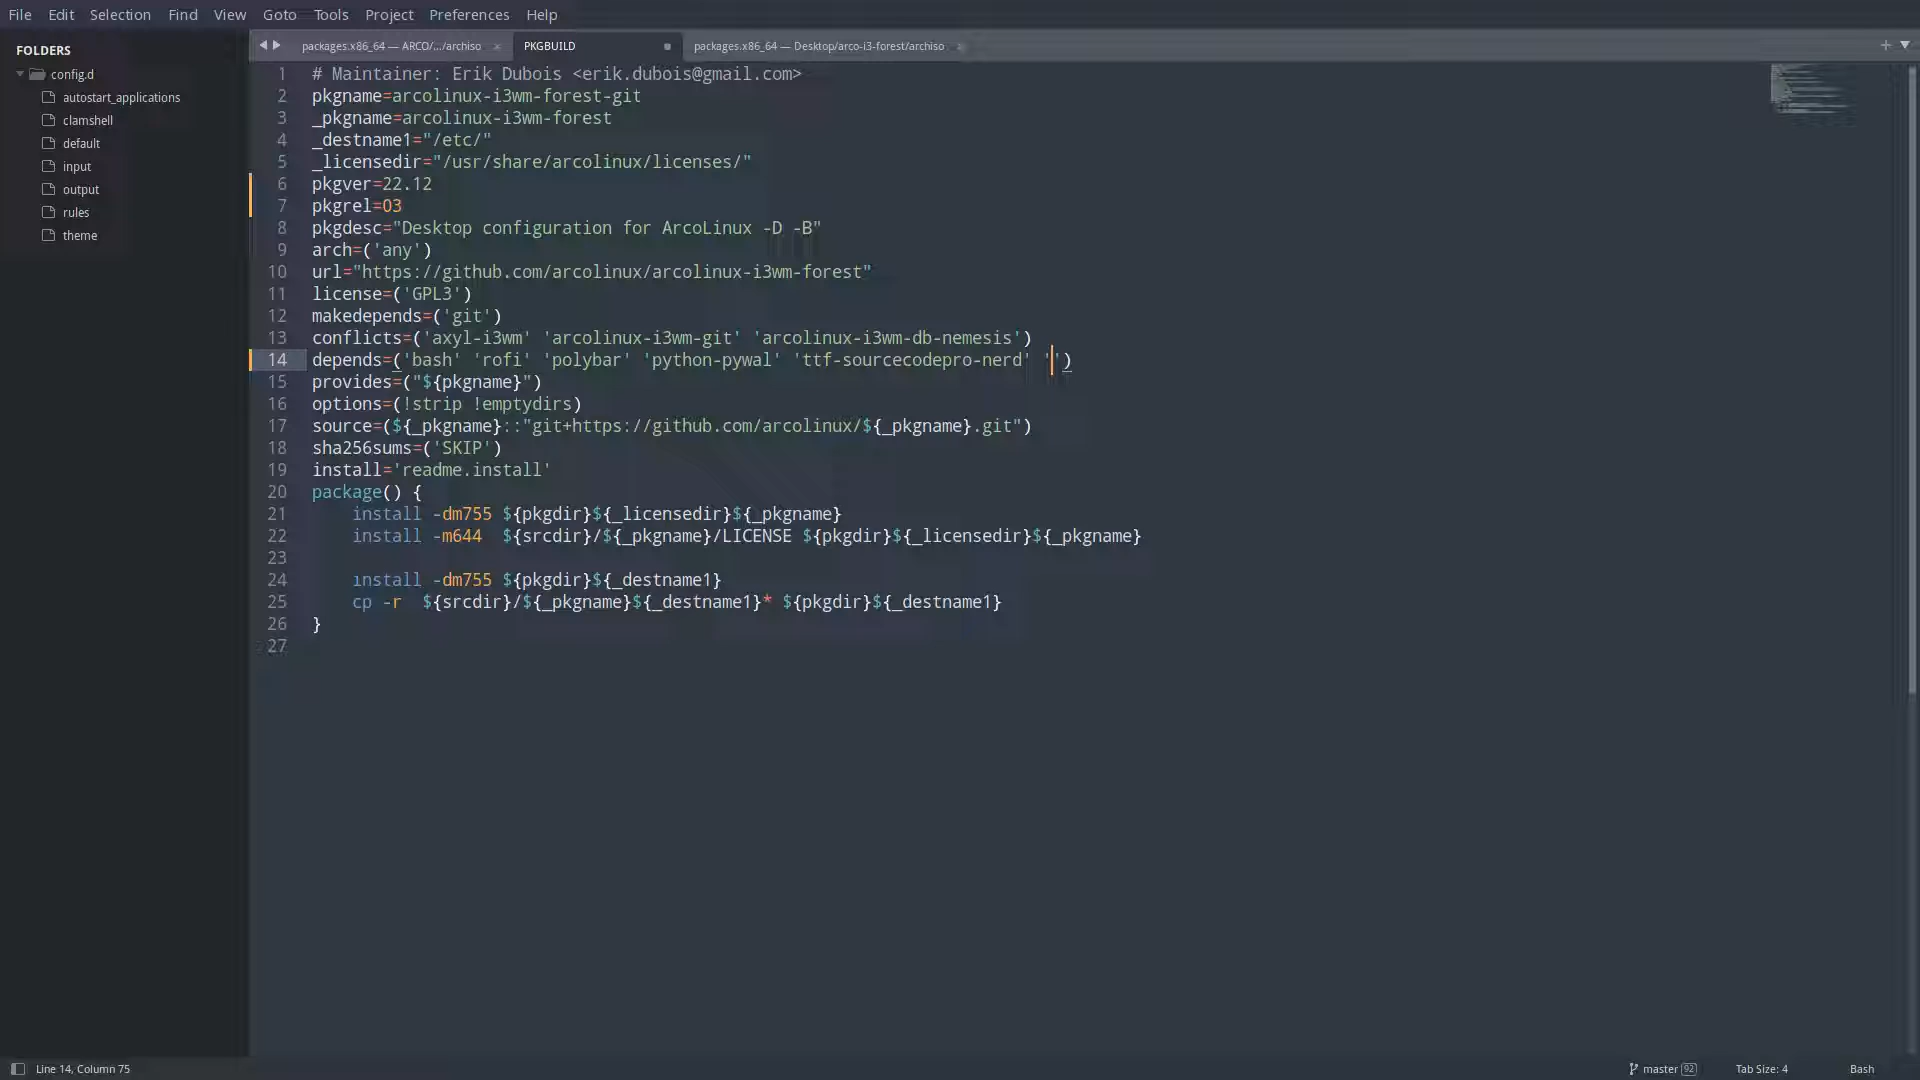 File Edit Selection Find View Goto Tools Project Preferences Help
FOLDERS
config.d
autostart_applications
clamshell
default
input
output
rules
theme
packages.x86_64 — ARCO/.../archiso × PKGBUILD packages.x86_64 — Desktop/arco-i3-forest/archiso ×
1 # Maintainer: Erik Dubois <erik.dubois@gmail.com>
2 pkgname=arcolinux-i3wm-forest-git
3 _pkgname=arcolinux-i3wm-forest
4 _destname1="/etc/"
5 _licensedir="/usr/share/arcolinux/licenses/"
6 pkgver=22.12
7 pkgrel=03
8 pkgdesc="Desktop configuration for ArcoLinux -D -B"
9 arch=('any')
10 url="https://github.com/arcolinux/arcolinux-i3wm-forest"
11 license=('GPL3')
12 makedepends=('git')
13 conflicts=('axyl-i3wm' 'arcolinux-i3wm-git' 'arcolinux-i3wm-db-nemesis')
14 depends=('bash' 'rofi' 'polybar' 'python-pywal' 'ttf-sourcecodepro-nerd' '')
15 provides=("${pkgname}")
16 options=(!strip !emptydirs)
17 source=(${_pkgname}::"git+https://github.com/arcolinux/${_pkgname}.git")
18 sha256sums=('SKIP')
19 install='readme.install'
20 package() {
21 install -dm755 ${pkgdir}${_licensedir}${_pkgname}
22 install -m644  ${srcdir}/${_pkgname}/LICENSE ${pkgdir}${_licensedir}${_pkgname}
23
24 install -dm755 ${pkgdir}${_destname1}
25 cp -r  ${srcdir}/${_pkgname}${_destname1}* ${pkgdir}${_destname1}
26 }
27
Line 14, Column 75 master 92 Tab Size: 4 Bash